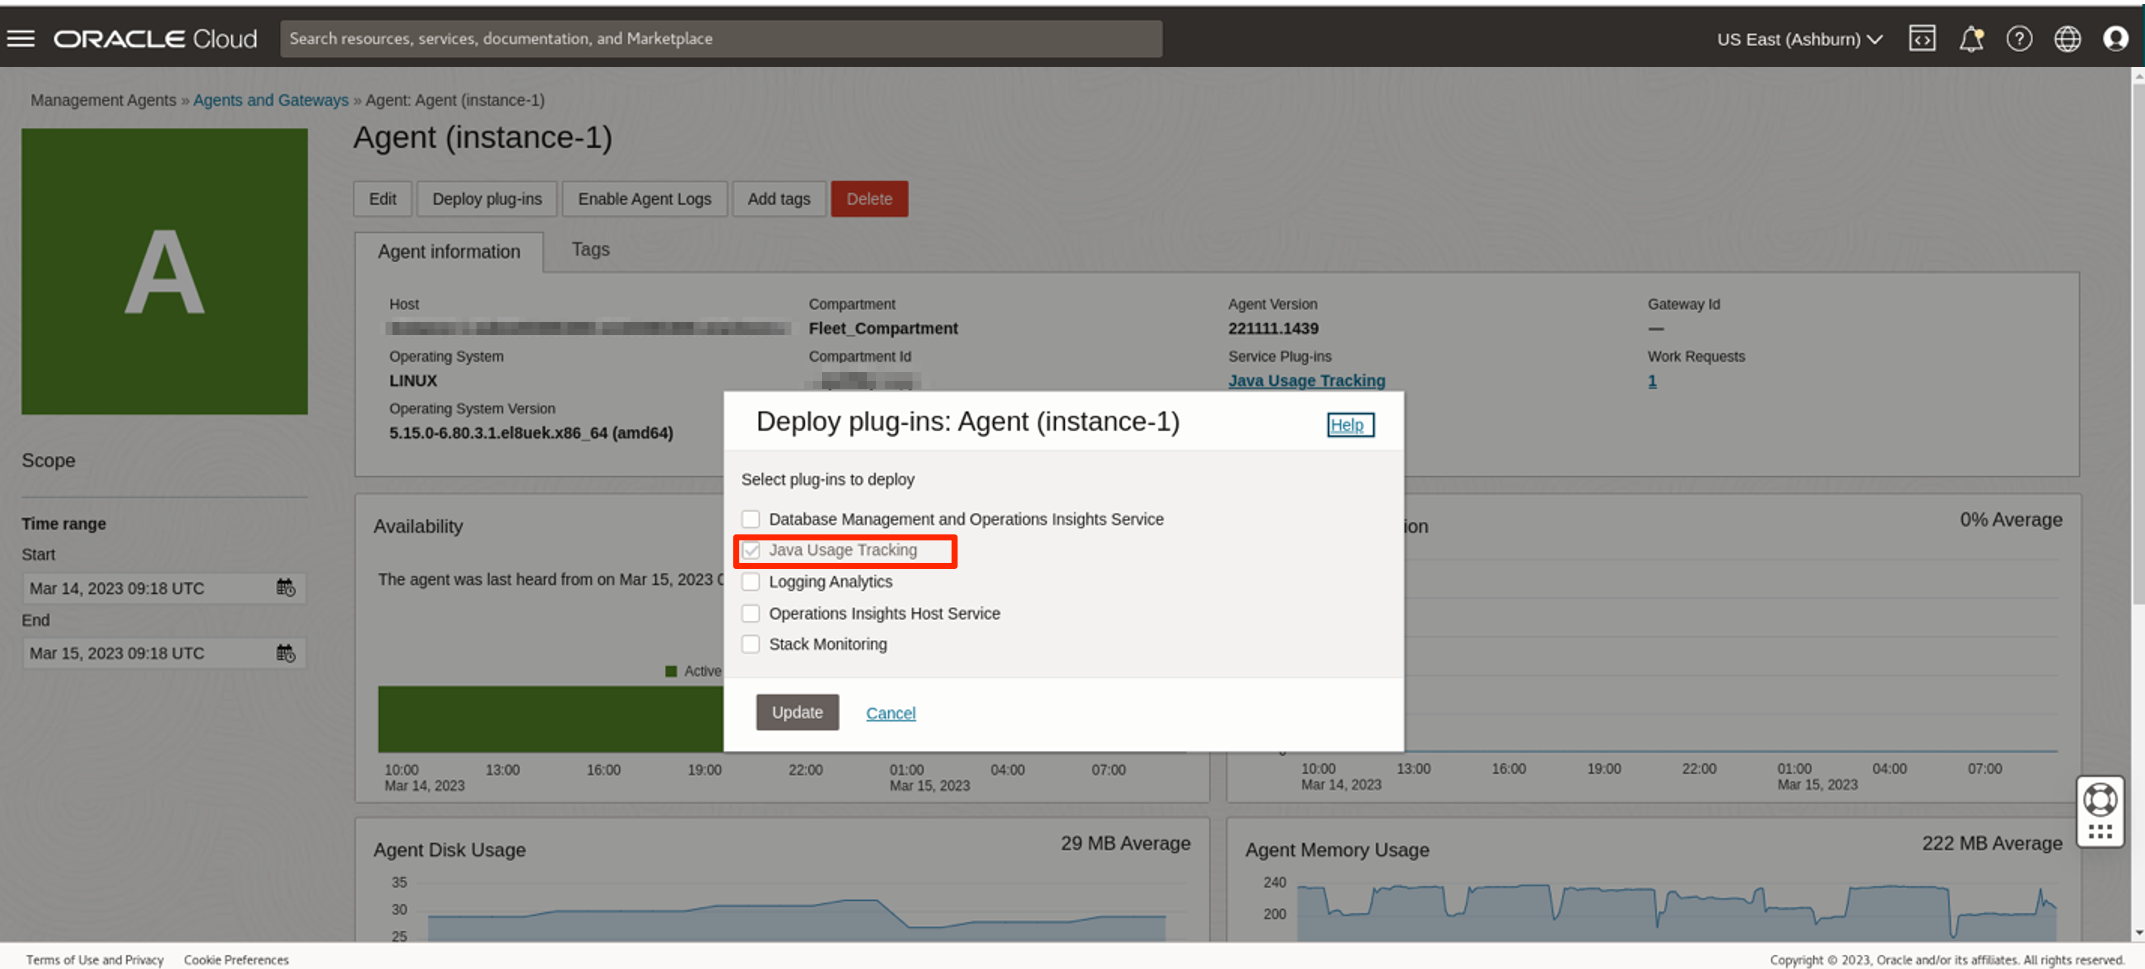 ORACLE Cloud
Search resources, services, documentation, and Marketplace
US East (Ashburn)
Management Agents » Agents and Gateways » Agent: Agent (instance-1)
A
Agent (instance-1)
Edit
Deploy plug-ins
Enable Agent Logs
Add tags
Delete
Agent information
Tags
Host
Compartment
Fleet_Compartment
Agent Version
221111.1439
Gateway Id
—
Operating System
LINUX
Compartment Id
Service Plug-ins
Java Usage Tracking
Work Requests
1
Operating System Version
5.15.0-6.80.3.1.el8uek.x86_64 (amd64)
Scope
Time range
Start
Mar 14, 2023 09:18 UTC
End
Mar 15, 2023 09:18 UTC
Deploy plug-ins: Agent (instance-1)
Help
Select plug-ins to deploy
Database Management and Operations Insights Service
Java Usage Tracking
Logging Analytics
Operations Insights Host Service
Stack Monitoring
Update
Cancel
Availability
The agent was last heard from on Mar 15, 2023
Active
10:00 13:00 16:00 19:00 22:00 01:00 04:00 07:00
Mar 14, 2023 Mar 15, 2023
0% Average
10:00 13:00 16:00 19:00 22:00 01:00 04:00 07:00
Mar 14, 2023 Mar 15, 2023
Agent Disk Usage
29 MB Average
35
30
25
Agent Memory Usage
222 MB Average
240
200
Terms of Use and Privacy
Cookie Preferences
Copyright © 2023, Oracle and/or its affiliates. All rights reserved.